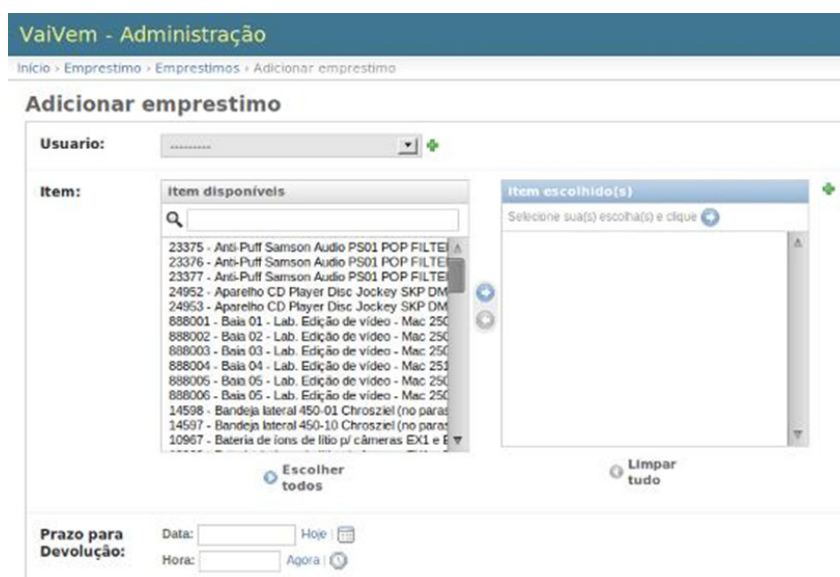 VaiVem - Administração
Início › Emprestimo › Emprestimos › Adicionar emprestimo
Adicionar emprestimo
Usuario:
---------
Item:
Item disponíveis
Item escolhido(s)
Selecione sua(s) escolha(s) e clique
23375 - Anti-Puff Samson Audio PS01 POP FILTE
23376 - Anti-Puff Samson Audio PS01 POP FILTE
23377 - Anti-Puff Samson Audio PS01 POP FILTE
24952 - Aparelho CD Player Disc Jockey SKP DM
24953 - Aparelho CD Player Disc Jockey SKP DM
888001 - Baia 01 - Lab. Edição de vídeo - Mac 250
888002 - Baia 02 - Lab. Edição de vídeo - Mac 250
888003 - Baia 03 - Lab. Edição de vídeo - Mac 250
888004 - Baia 04 - Lab. Edição de vídeo - Mac 251
888005 - Baia 05 - Lab. Edição de vídeo - Mac 250
888006 - Baia 05 - Lab. Edição de vídeo - Mac 250
14598 - Bandeja lateral 450-01 Chrosziel (no paras
14597 - Bandeja lateral 450-10 Chrosziel (no paras
10967 - Bateria de íons de lítio p/ câmeras EX1 e E
Escolher todos
Limpar tudo
Prazo para Devolução:
Data:
Hoje |
Hora:
Agora |